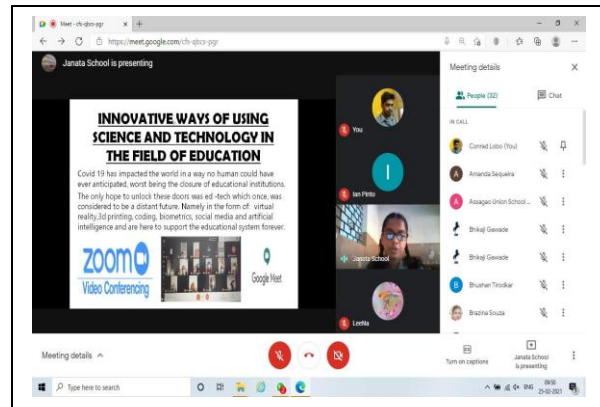 Meet - cfs-qbcs-pgr
https://meet.google.com/cfs-qbcs-pgr
Janata School is presenting
INNOVATIVE WAYS OF USING
SCIENCE AND TECHNOLOGY IN
THE FIELD OF EDUCATION
Covid 19 has impacted the world in a way no human could have
ever anticipated, worst being the closure of educational institutions.
The only hope to unlock these doors was ed -tech which once, was
considered to be a distant future. Namely in the form of virtual
reality,3d printing, coding, biometrics, social media and artificial
intelligence and are here to support the educational system forever.
zoom
Video Conferencing
Google Meet
You
I
Ian Pinto
Janata School
LeeNa
Meeting details
People (32)
Chat
IN CALL
Conrad Lobo (You)
A
Amanda Sequeira
A
Assagao Union School ...
Bhikaji Gawade
Bhikaji Gawade
B
Bhushan Tirodkar
Brazina Souza
Meeting details
Turn on captions
Janata School
is presenting
Type here to search
ENG
09:50
25-02-2021